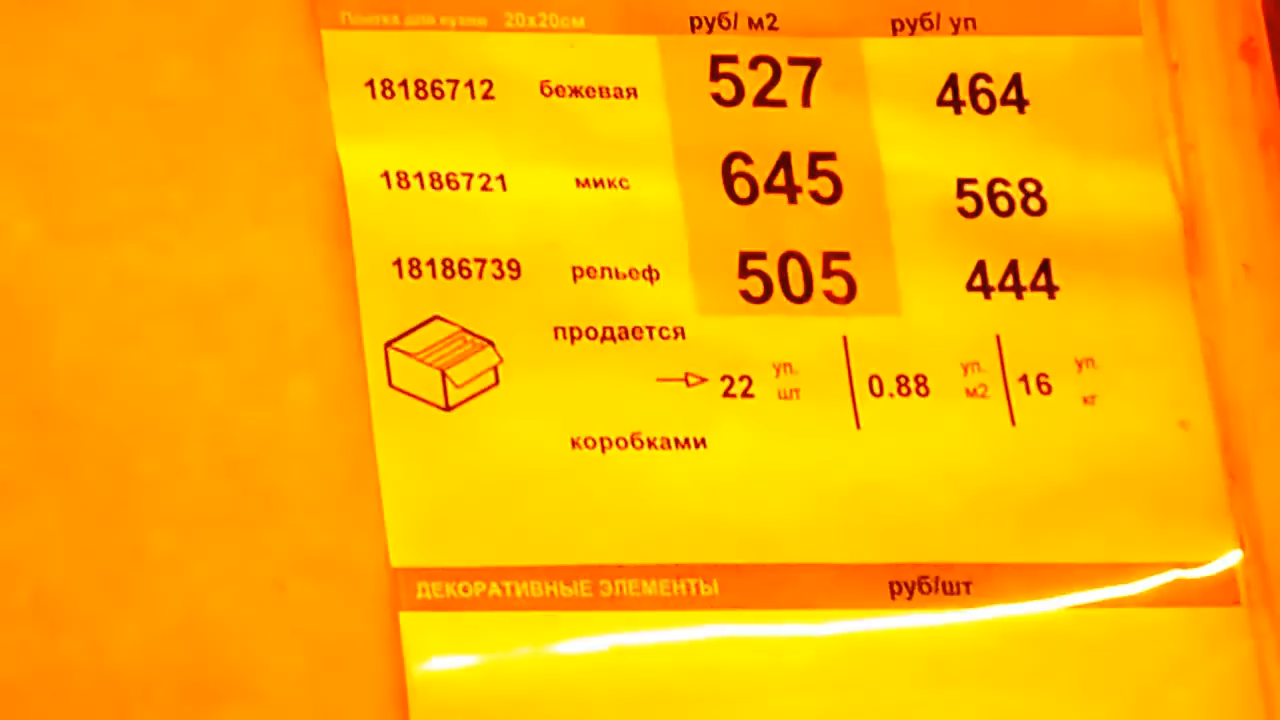 Плитка для кухни 20x20см руб/ м2 руб/ уп
18186712 бежевая 527 464
18186721 микс 645 568
18186739 рельеф 505 444
продается
22 уп. шт 0.88 уп. м2 16 уп. кг
коробками
ДЕКОРАТИВНЫЕ ЭЛЕМЕНТЫ руб/шт